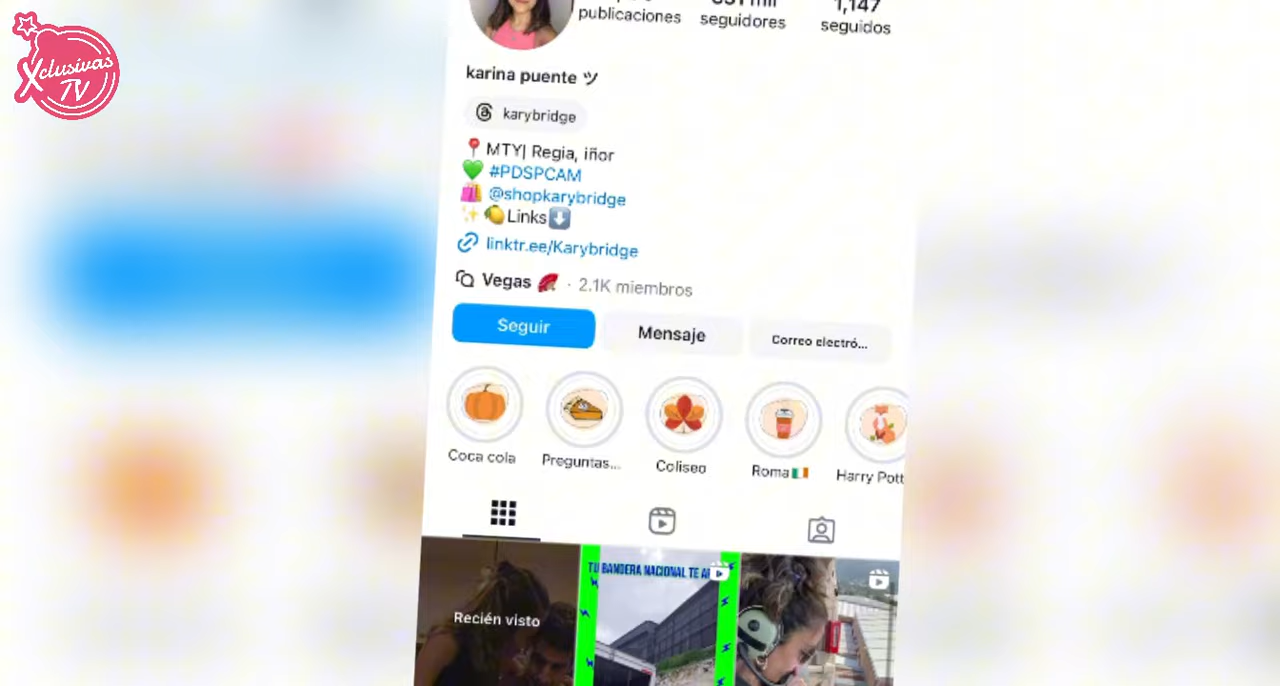 Xclusivas
TV
1,147
publicaciones
seguidores
seguidos
karina puente ツ
karybridge
MTY| Regia, iñor
#PDSPCAM
@shopkarybridge
Links
linktr.ee/Karybridge
Vegas · 2.1K miembros
Seguir
Mensaje
Correo electró...
Coca cola
Preguntas...
Coliseo
Roma
Harry Pott
Recién visto
TU BANDERA NACIONAL TE